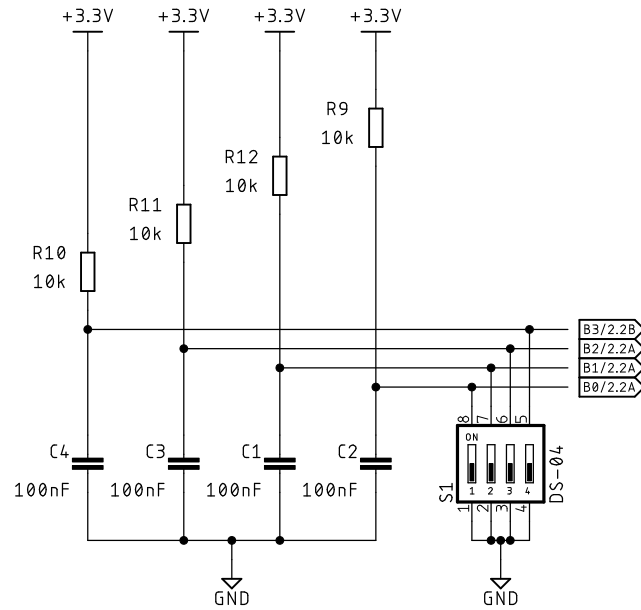 +3.3V +3.3V +3.3V +3.3V
R9
10k
R12
10k
R11
10k
R10
10k
B3/2.2B
B2/2.2A
B1/2.2A
B0/2.2A
8 7 6 5
ON
1 2 3 4
S1
DS-04
1 2 3 4
C4 C3 C1 C2
100nF 100nF 100nF 100nF
GND GND